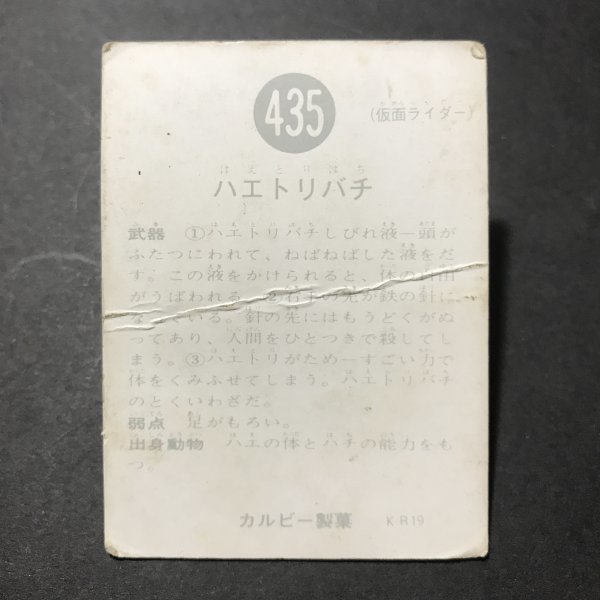 435
(仮面ライダー)
はえとりばち
ハエトリバチ
武器 ①ハエトリバチしびれ液ー頭が
ふたつにわれて、ねばねばした液をだ
す。この液をかけられると、体の自由
がうばわれる。②右手の先が鉄の針に
なっている。針の先にはもうどくがぬ
ってあり、人間をひとつきで殺してし
まう。③ハエトリがためーすごい力で
体をくみふせてしまう。ハエトリバチ
のとくいわざだ。
弱点 足がもろい。
出身動物 ハエの体とハチの能力をも
つ。
カルビー製菓 KR19